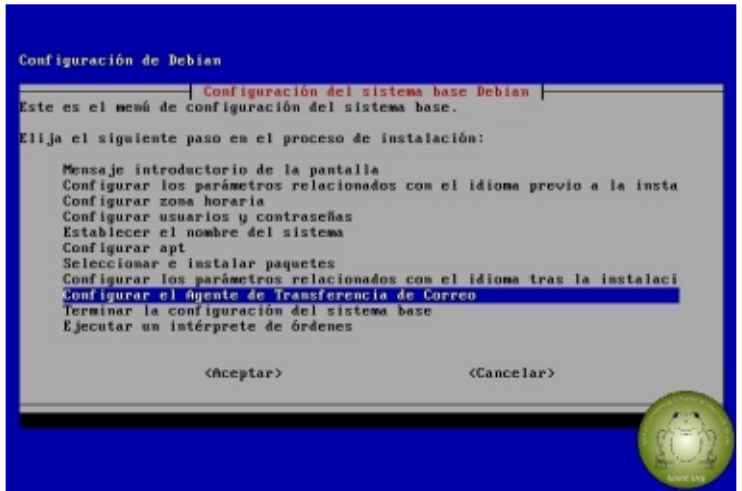 Configuración de Debian
Configuración del sistema base Debian
Este es el menú de configuración del sistema base.
Elija el siguiente paso en el proceso de instalación:
Mensaje introductorio de la pantalla
Configurar los parámetros relacionados con el idioma previo a la insta
Configurar zona horaria
Configurar usuarios y contraseñas
Establecer el nombre del sistema
Configurar apt
Seleccionar e instalar paquetes
Configurar los parámetros relacionados con el idioma tras la instalaci
Configurar el Agente de Transferencia de Correo
Terminar la configuración del sistema base
Ejecutar un intérprete de órdenes
<Aceptar> <Cancelar>